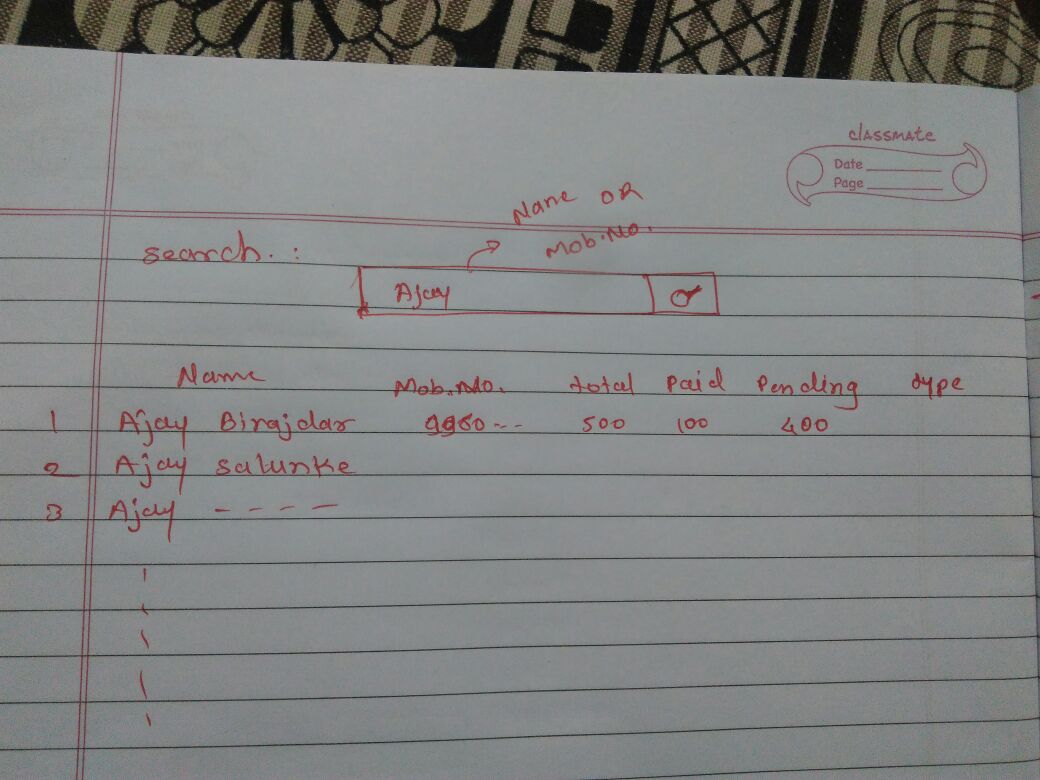 classmate
Date
Page
Name OR
Mob.No.
search. :
Ajay
Name Mob.No. total Paid Pending type
1 Ajay Birajdar 9960-- 500 100 400
2 Ajay salunke
3 Ajay - - - -